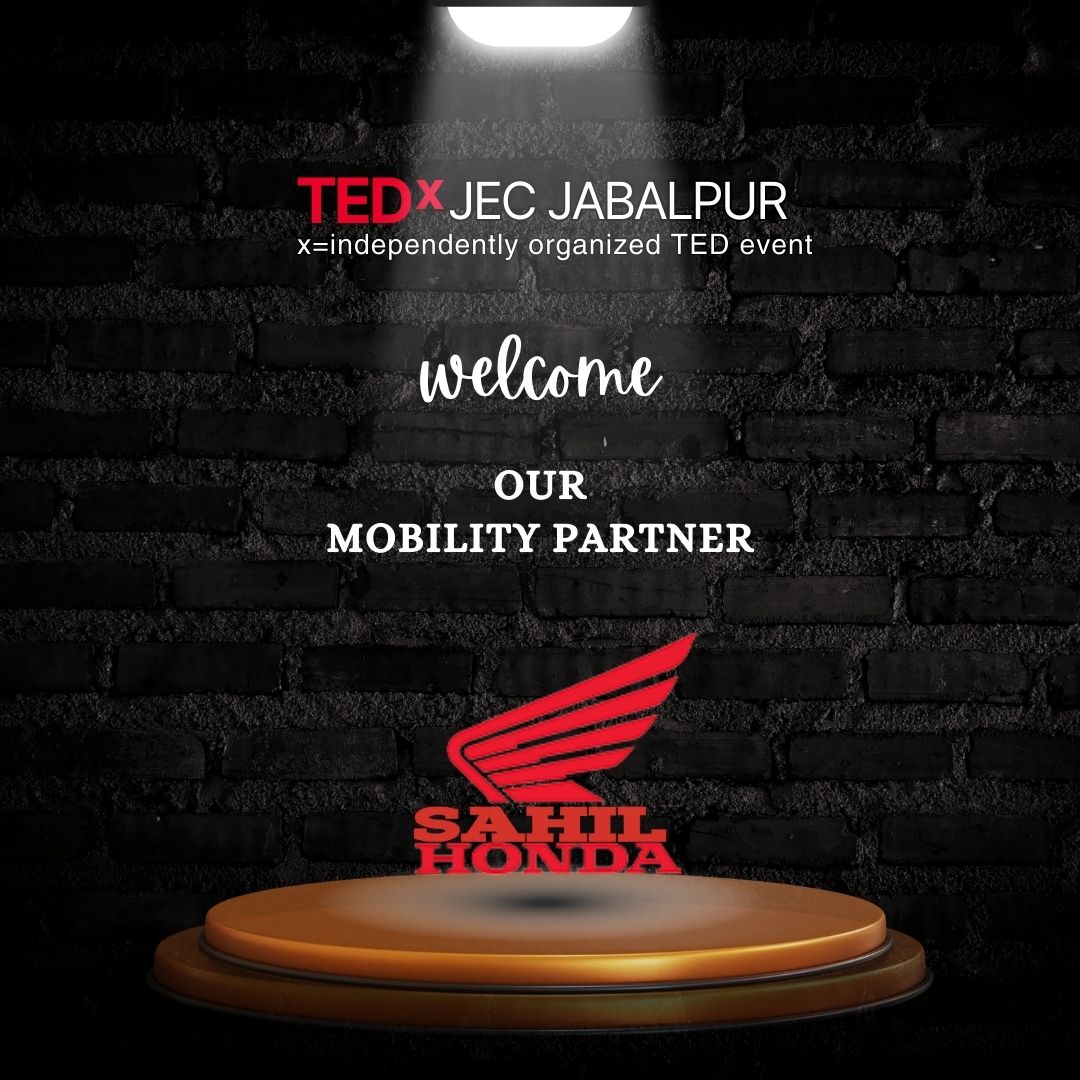 TEDx JEC JABALPUR
x=independently organized TED event
welcome
OUR
MOBILITY PARTNER
SAHIL
HONDA